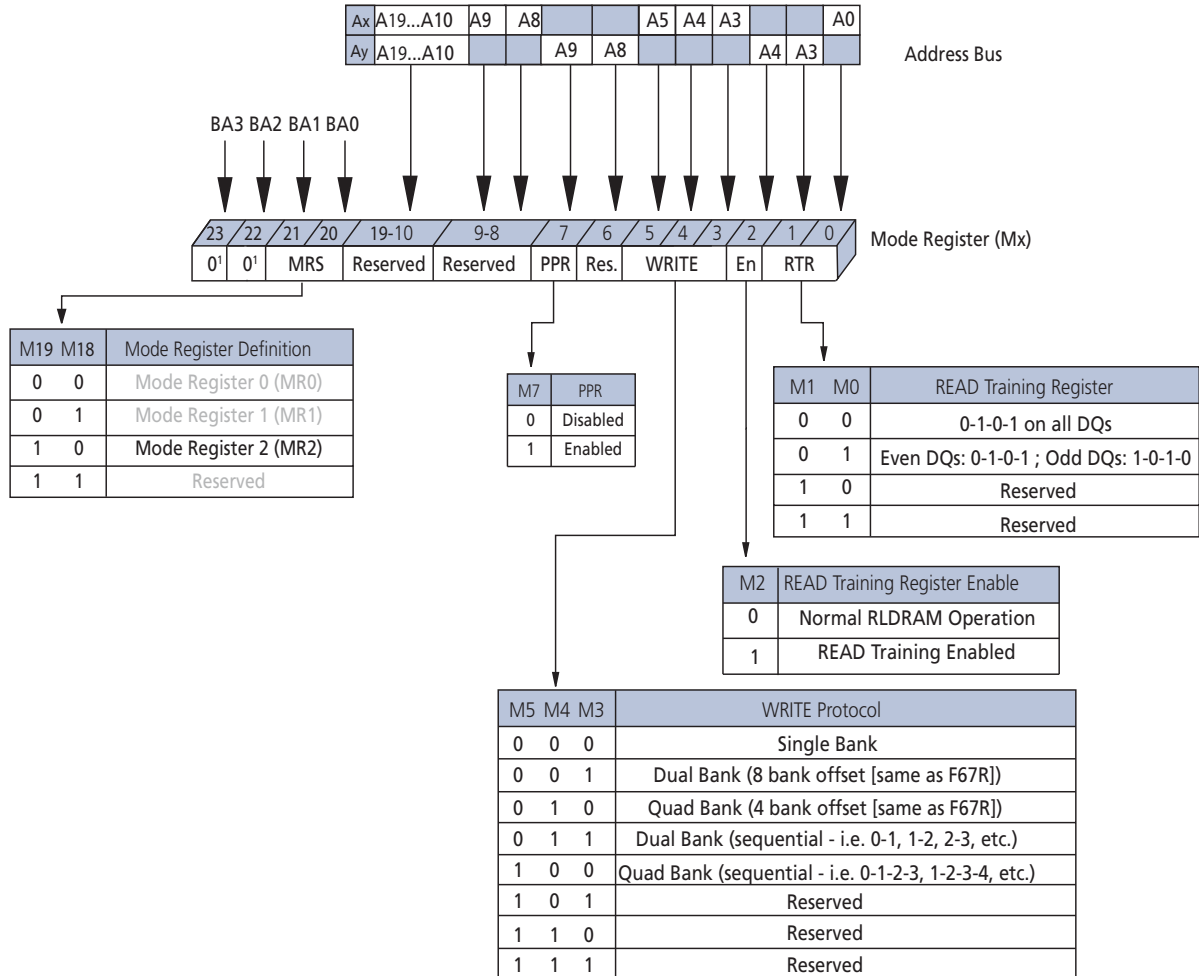 Ax A19...A10 A9 A8 A5 A4 A3 A0
Ay A19...A10 A9 A8 A4 A3
Address Bus
BA3 BA2 BA1 BA0
23 22 21 20 19-10 9-8 7 6 5 4 3 2 1 0
Mode Register (Mx)
0¹ 0¹ MRS Reserved Reserved PPR Res. WRITE En RTR
M19 M18 Mode Register Definition
0 0 Mode Register 0 (MR0)
0 1 Mode Register 1 (MR1)
1 0 Mode Register 2 (MR2)
1 1 Reserved
M7 PPR
0 Disabled
1 Enabled
M1 M0 READ Training Register
0 0 0-1-0-1 on all DQs
0 1 Even DQs: 0-1-0-1 ; Odd DQs: 1-0-1-0
1 0 Reserved
1 1 Reserved
M2 READ Training Register Enable
0 Normal RLDRAM Operation
1 READ Training Enabled
M5 M4 M3 WRITE Protocol
0 0 0 Single Bank
0 0 1 Dual Bank (8 bank offset [same as F67R])
0 1 0 Quad Bank (4 bank offset [same as F67R])
0 1 1 Dual Bank (sequential - i.e. 0-1, 1-2, 2-3, etc.)
1 0 0 Quad Bank (sequential - i.e. 0-1-2-3, 1-2-3-4, etc.)
1 0 1 Reserved
1 1 0 Reserved
1 1 1 Reserved